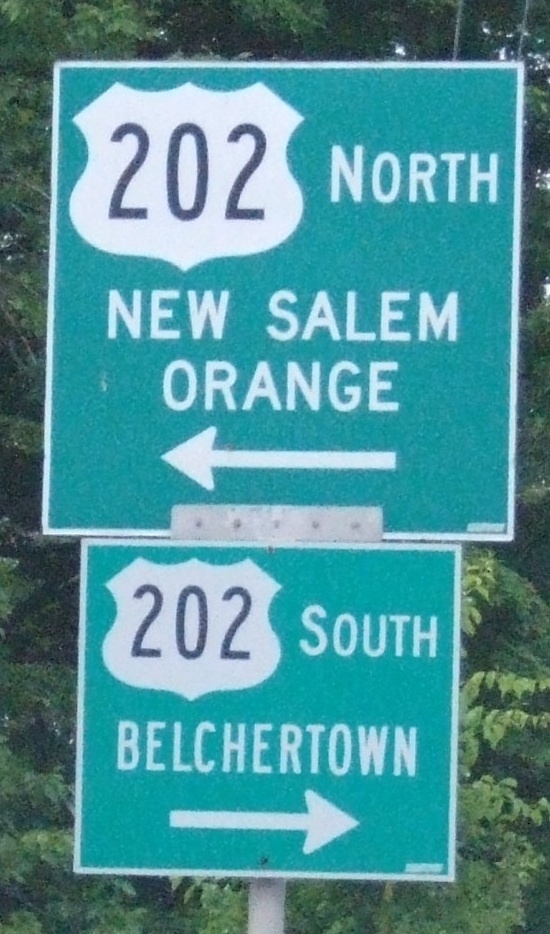 202 NORTH
NEW SALEM
ORANGE
202 SOUTH
BELCHERTOWN